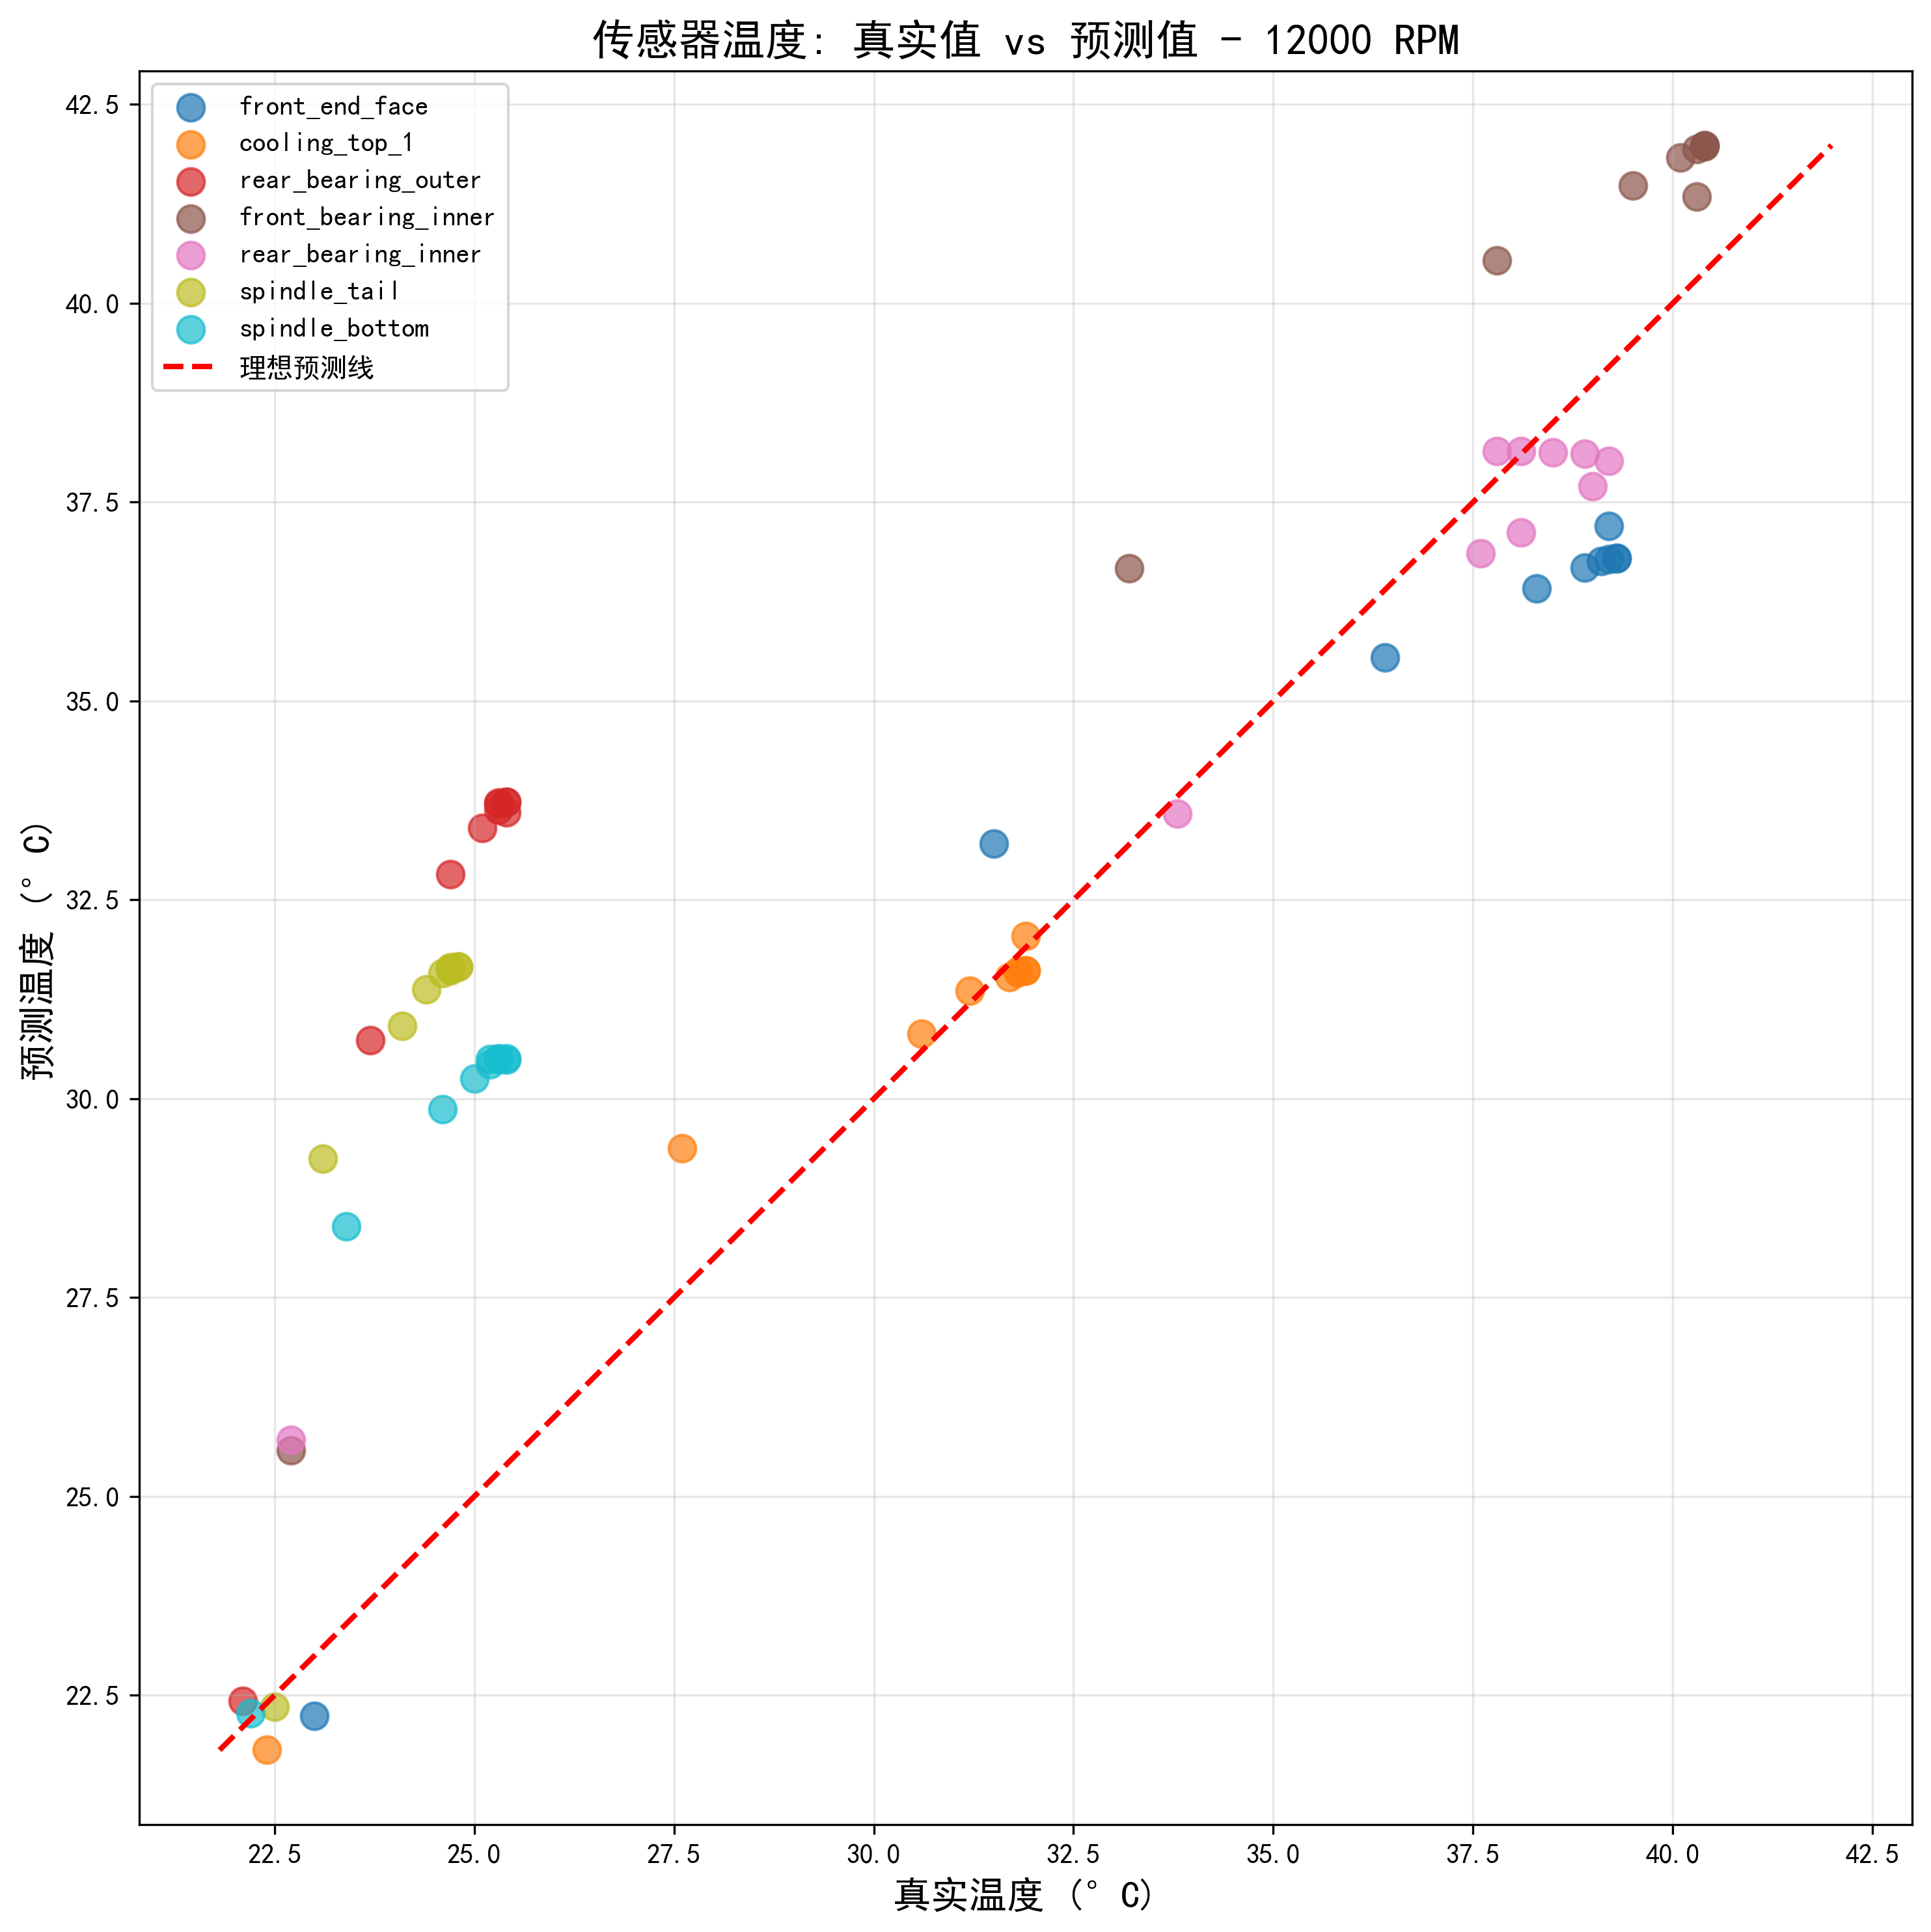 传感器温度: 真实值 vs 预测值 - 12000 RPM
front_end_face
cooling_top_1
rear_bearing_outer
front_bearing_inner
rear_bearing_inner
spindle_tail
spindle_bottom
理想预测线
预测温度 (°C)
42.5
40.0
37.5
35.0
32.5
30.0
27.5
25.0
22.5
22.5 25.0 27.5 30.0 32.5 35.0 37.5 40.0 42.5
真实温度 (°C)